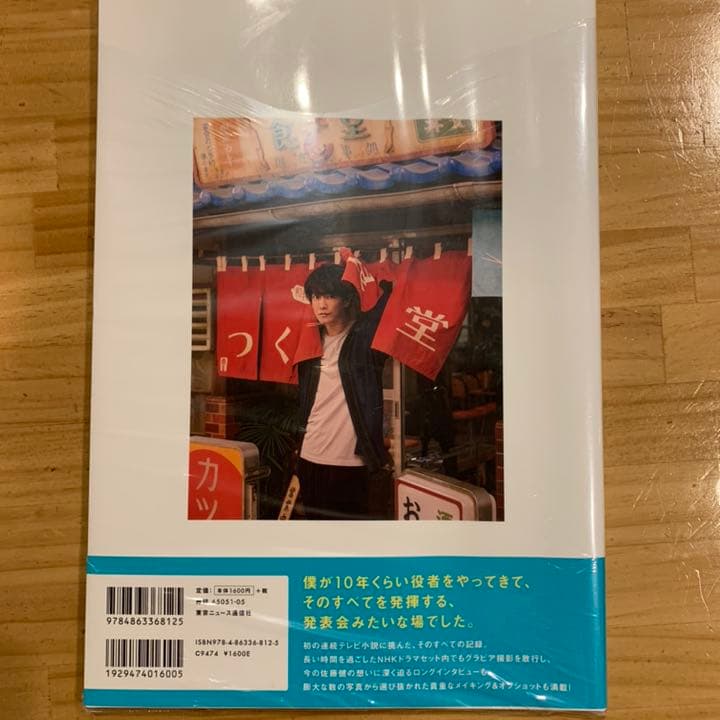 食堂
つく
堂
カツ
酒
お
僕が10年くらい役者をやってきて、
そのすべてを発揮する、
発表会みたいな場でした。
初の連続テレビ小説に挑んだ、そのすべての記録。
長い時間を過ごしたNHKドラマセット内でもグラビア撮影を敢行し、
今の佐藤健の想いに深く迫るロングインタビューも
膨大な数の写真から選び抜かれた貴重なメイキング&オフショットも満載!
9784863368125
1929474016005
定価: 本体1600円 +税
65051-05
東京ニュース通信社
ISBN978-4-86336-812-5
C9474 ¥1600E